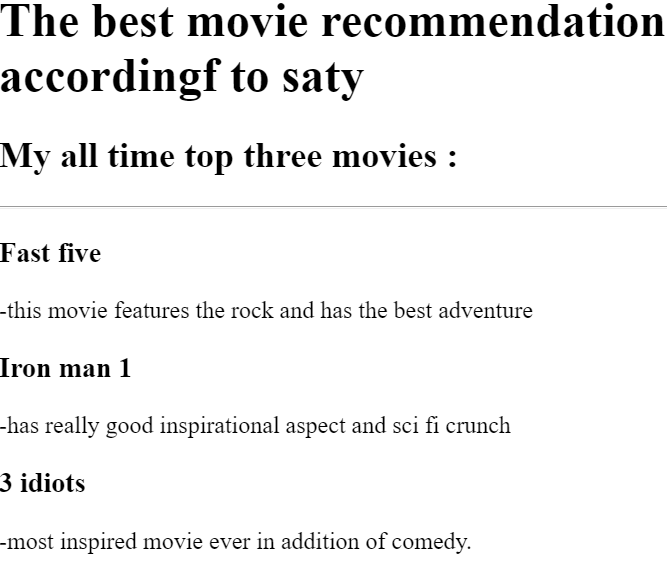 The best movie recommendation
accordingf to saty
My all time top three movies :
Fast five
-this movie features the rock and has the best adventure
Iron man 1
-has really good inspirational aspect and sci fi crunch
3 idiots
-most inspired movie ever in addition of comedy.